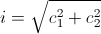 i = √(c₁² + c₂²)